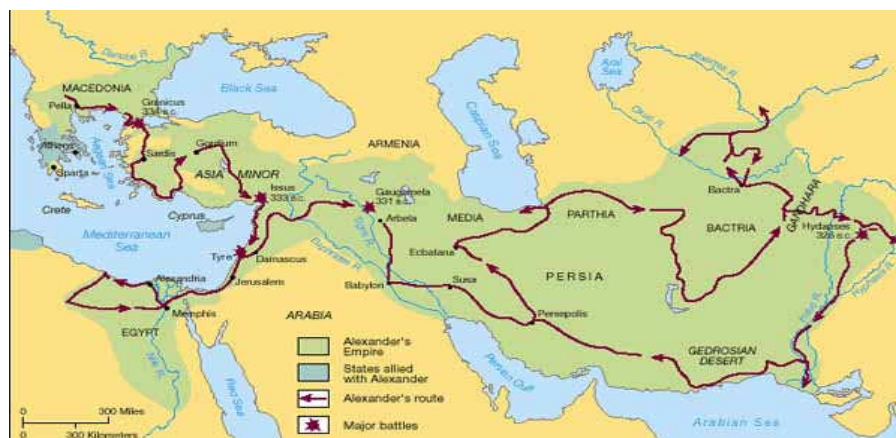 Danube R.
MACEDONIA
Pella
Granicus
334 B.C.
Black Sea
Aegean Sea
Athens
Sparta
Sardis
Gordium
ASIA MINOR
Crete
Cyprus
Issus
333 B.C.
Mediterranean
Sea
Tyre
Damascus
Jerusalem
Alexandria
Memphis
EGYPT
Nile R.
Red Sea
ARABIA
ARMENIA
Caspian Sea
Gaugamela
331 B.C.
Arbela
Tigris R.
Euphrates R.
Babylon
MEDIA
Ecbatana
Susa
PERSIA
Persepolis
Persian Gulf
PARTHIA
Aral
Sea
Jaxartes R.
Oxus R.
Bactra
BACTRIA
GANDHARA
Hydaspes
326 B.C.
Indus R.
GEDROSIAN
DESERT
Arabian Sea
Alexander's
Empire
States allied
with Alexander
Alexander's route
Major battles
0 300 Miles
0 300 Kilometers